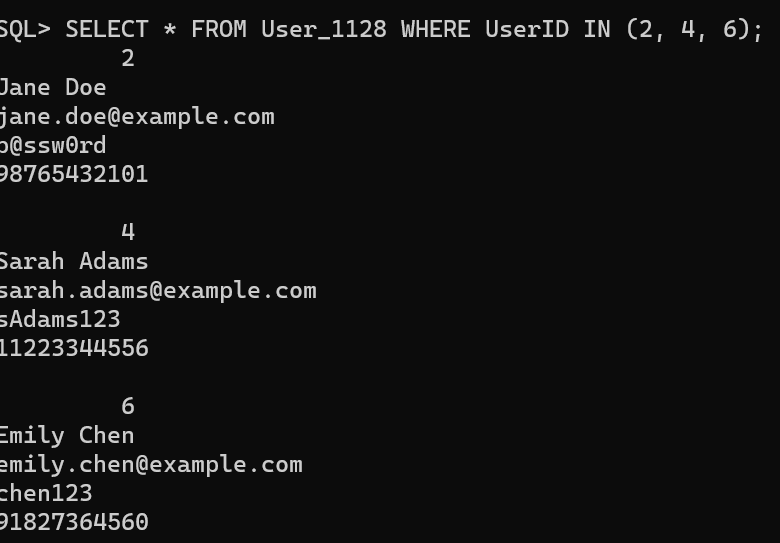 SQL> SELECT * FROM User_1128 WHERE UserID IN (2, 4, 6);
2
Jane Doe
jane.doe@example.com
p@ssw0rd
98765432101
4
Sarah Adams
sarah.adams@example.com
sAdams123
11223344556
6
Emily Chen
emily.chen@example.com
chen123
91827364560